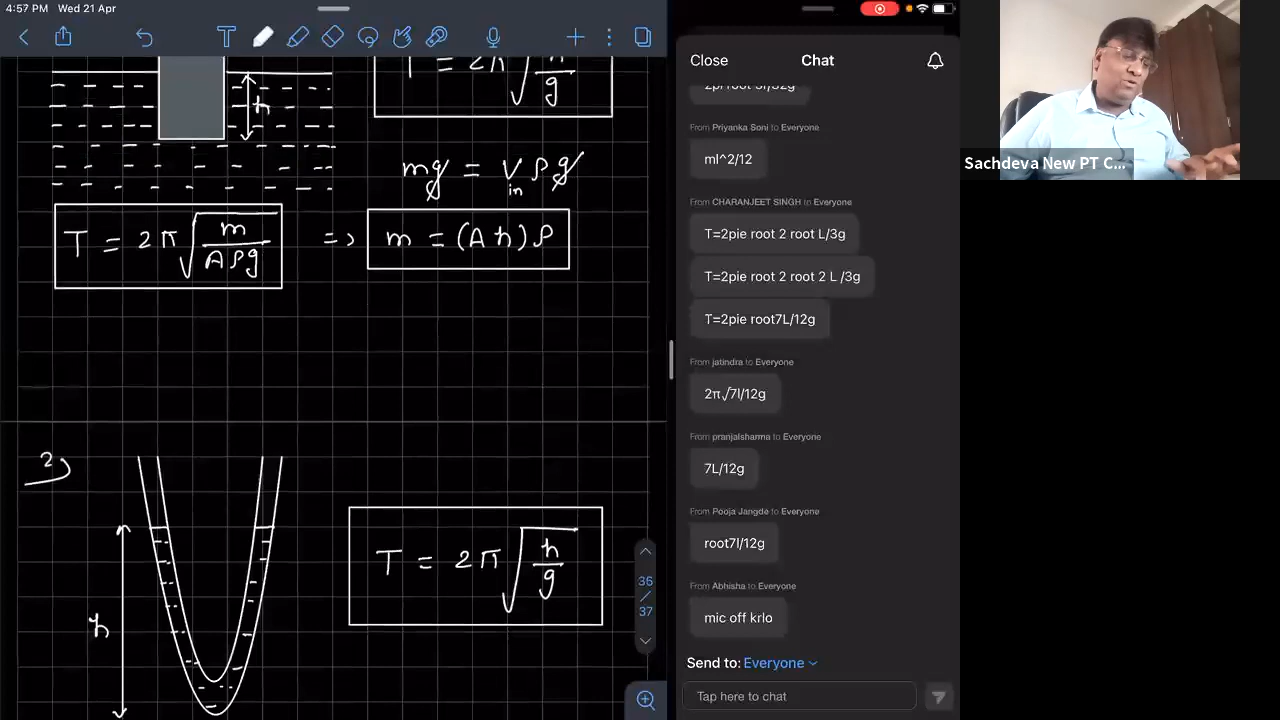 4:57 PM Wed 21 Apr
T = 2π√h/g
h
mg = V in ρg
T = 2π√m/Aρg => m = (Ah)ρ
2)
T = 2π√h/g
h
36
/
37
Close Chat
From Priyanka Soni to Everyone
ml^2/12
From CHARANJEET SINGH to Everyone
T=2pie root 2 root L/3g
T=2pie root 2 root 2 L /3g
T=2pie root7L/12g
From jatindra to Everyone
2π√7l/12g
From pranjalsharma to Everyone
7L/12g
From Pooja Jangde to Everyone
root7l/12g
From Abhisha to Everyone
mic off krlo
Send to: Everyone
Tap here to chat
Sachdeva New PT C...